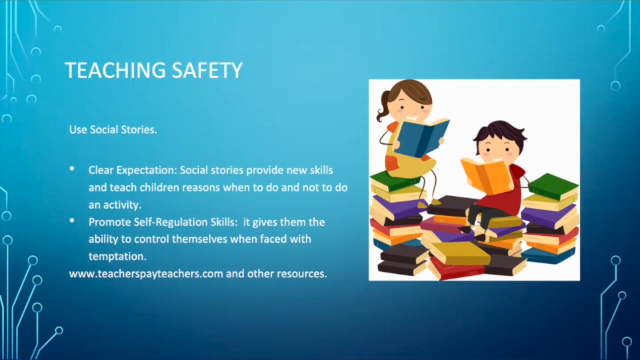 TEACHING SAFETY
Use Social Stories.
• Clear Expectation: Social stories provide new skills
and teach children reasons when to do and not to do
an activity.
• Promote Self-Regulation Skills:  it gives them the
ability to control themselves when faced with
temptation.
www.teacherspayteachers.com and other resources.